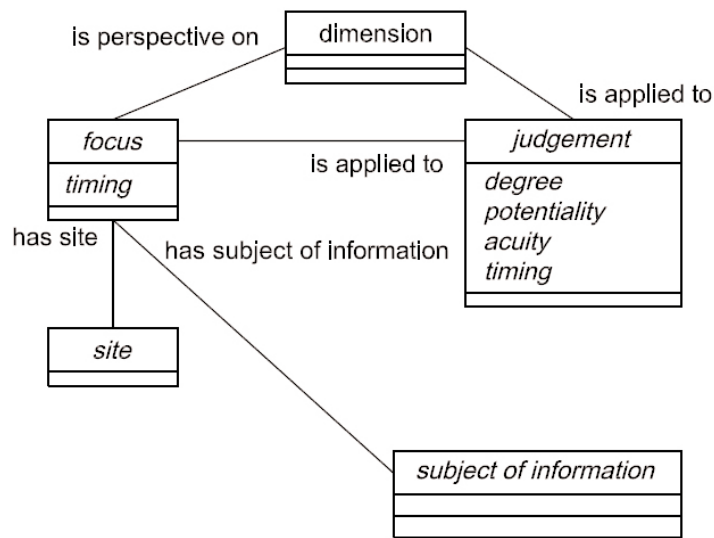 dimension
is perspective on
is applied to
focus
timing
is applied to
judgement
degree
potentiality
acuity
timing
has site
has subject of information
site
subject of information